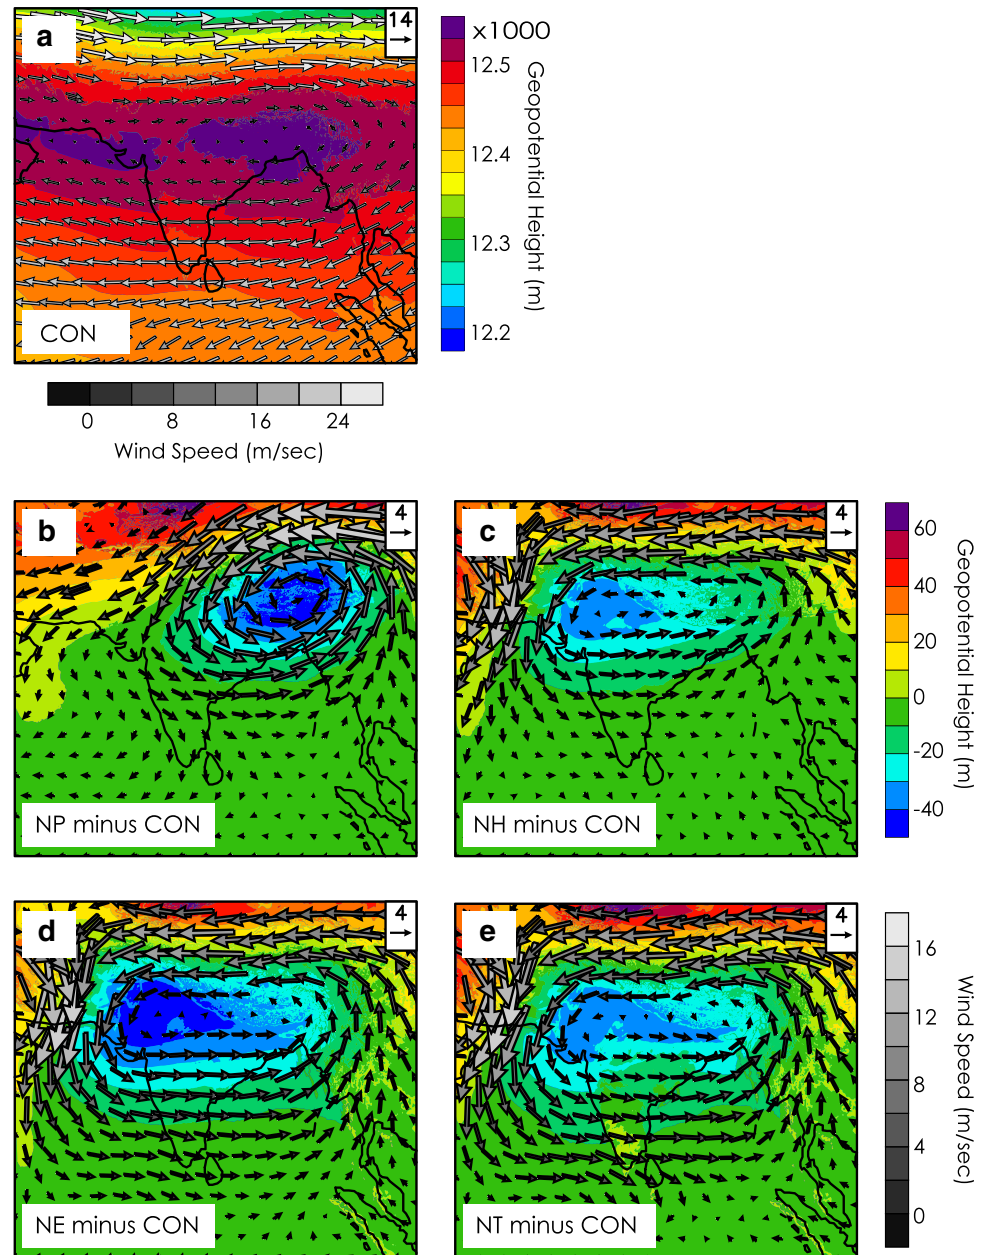 a
14
CON
x1000
12.5
12.4
12.3
12.2
Geopotential Height (m)
0 8 16 24
Wind Speed (m/sec)
b
4
NP minus CON
c
4
NH minus CON
60
40
20
0
-20
-40
Geopotential Height (m)
d
4
NE minus CON
e
4
NT minus CON
16
12
8
4
0
Wind Speed (m/sec)